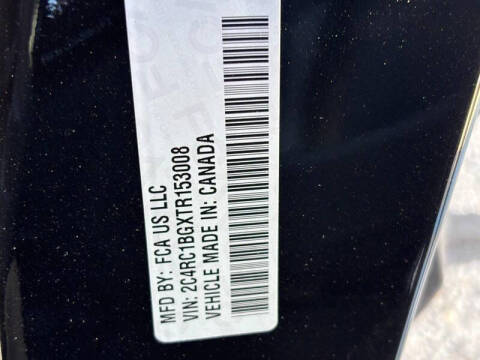 MFD BY: FCA US LLC
VIN: 2C4RC1BGXTR153008
VEHICLE MADE IN: CANADA